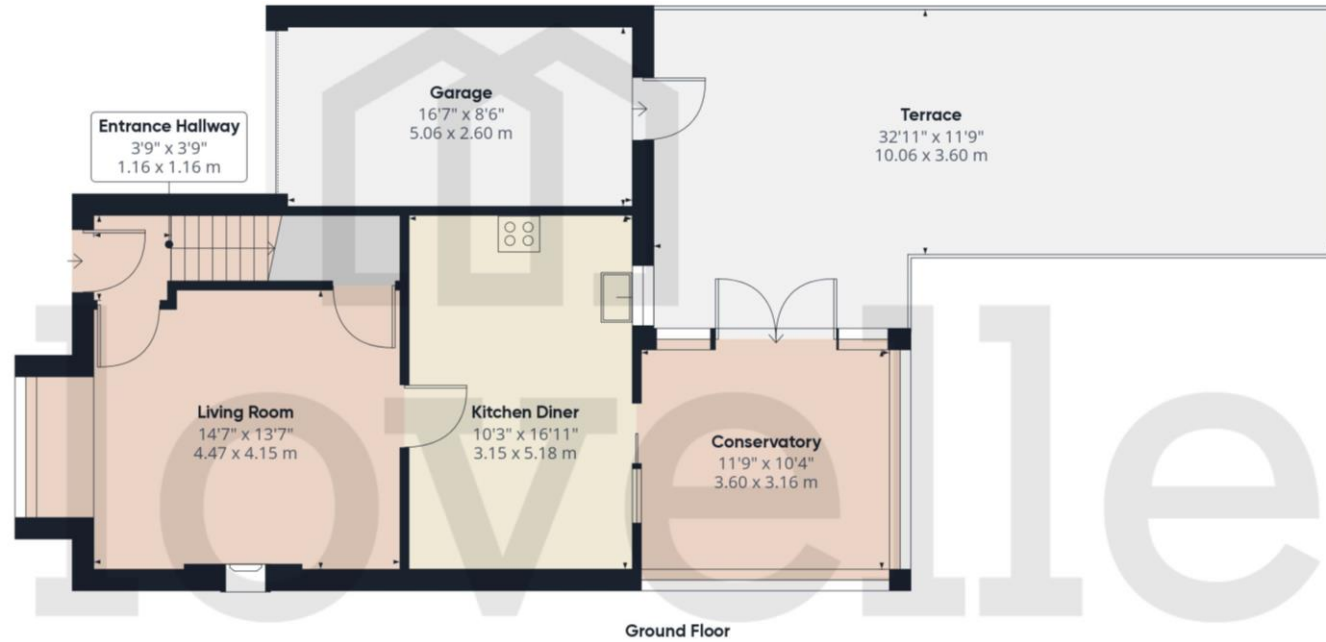 Garage
16'7" x 8'6"
5.06 x 2.60 m
Entrance Hallway
3'9" x 3'9"
1.16 x 1.16 m
Terrace
32'11" x 11'9"
10.06 x 3.60 m
Living Room
14'7" x 13'7"
4.47 x 4.15 m
Kitchen Diner
10'3" x 16'11"
3.15 x 5.18 m
Conservatory
11'9" x 10'4"
3.60 x 3.16 m
lovelle
Ground Floor